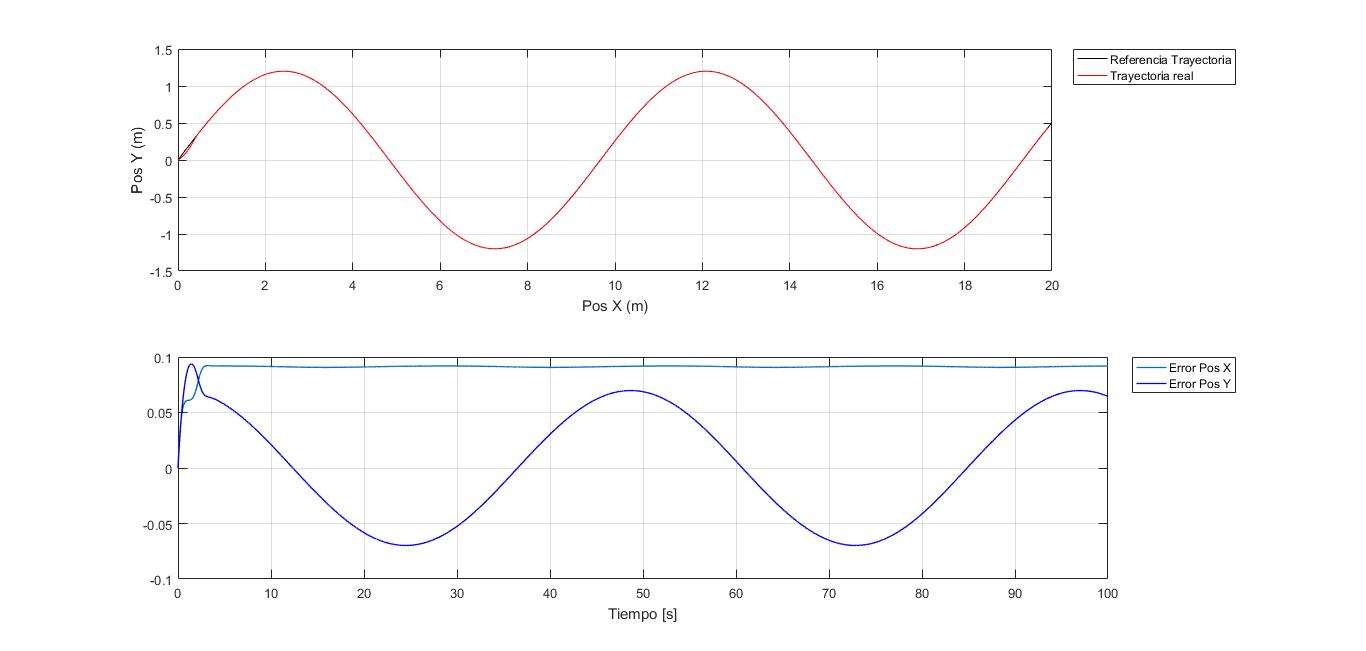 1.5
1
0.5
0
-0.5
-1
-1.5
Pos Y (m)
0 2 4 6 8 10 12 14 16 18 20
Pos X (m)
Referencia Trayectoria
Trayectoria real
0.1
0.05
0
-0.05
-0.1
0 10 20 30 40 50 60 70 80 90 100
Tiempo [s]
Error Pos X
Error Pos Y